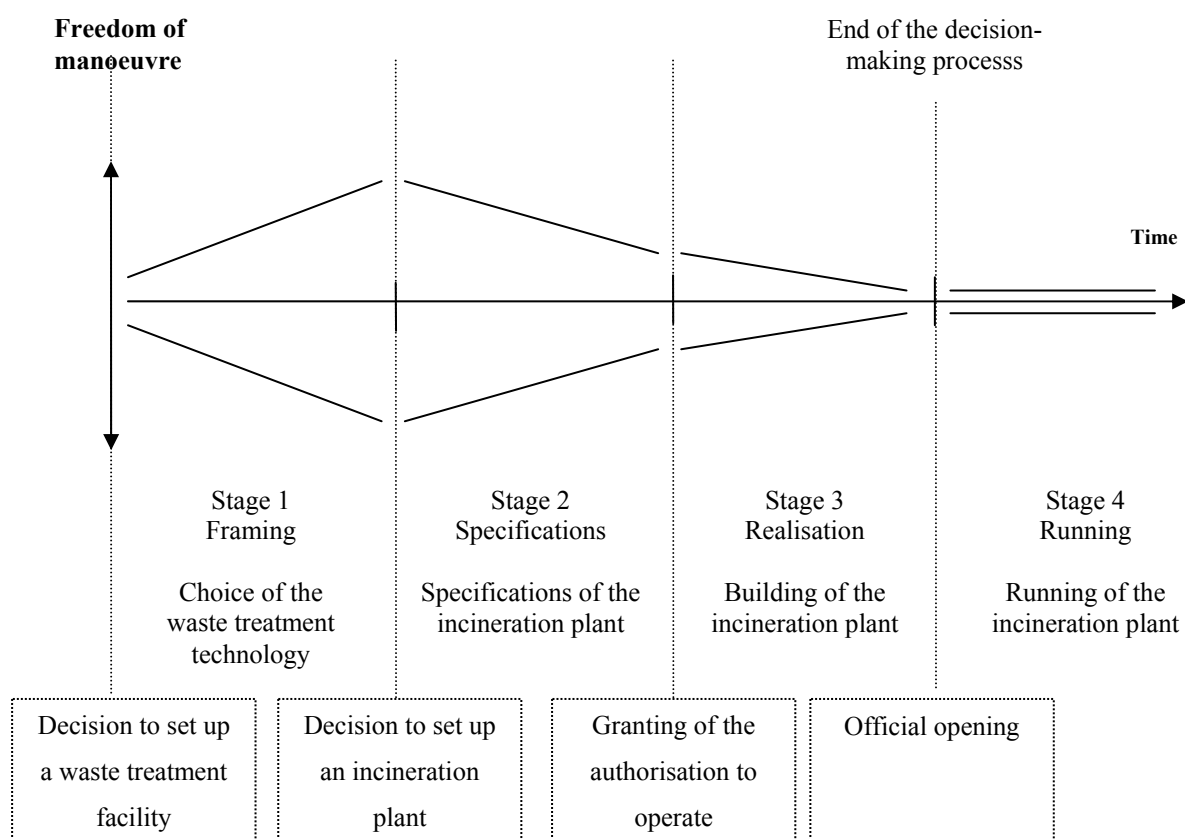 Freedom of
manoeuvre
End of the decision-
making processs
Time
Stage 1
Framing
Stage 2
Specifications
Stage 3
Realisation
Stage 4
Running
Choice of the
waste treatment
technology
Specifications of the
incineration plant
Building of the
incineration plant
Running of the
incineration plant
Decision to set up
a waste treatment
facility
Decision to set up
an incineration
plant
Granting of the
authorisation to
operate
Official opening